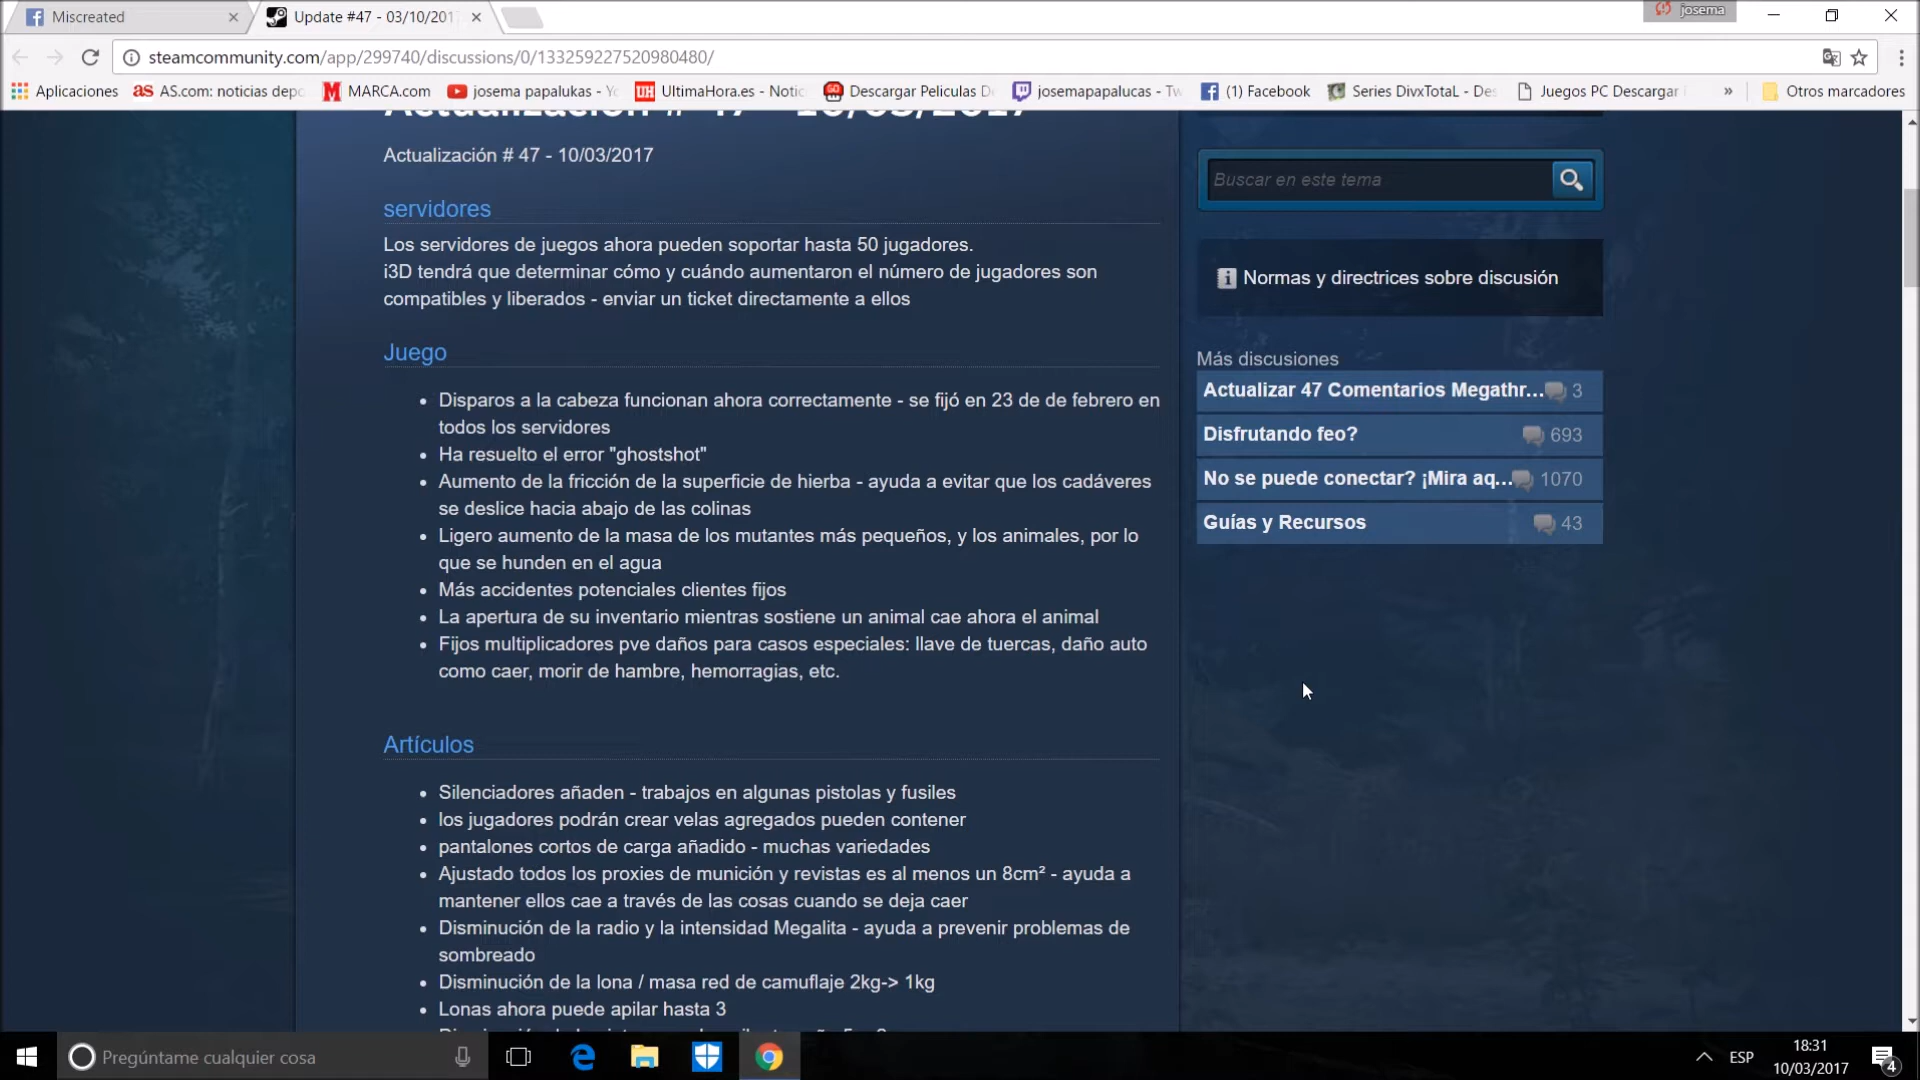 Miscreated
Update #47 - 03/10/201
josema
steamcommunity.com/app/299740/discussions/0/133259227520980480/
Aplicaciones
AS.com: noticias depo
MARCA.com
josema papalukas - Yo
UltimaHora.es - Notic
Descargar Peliculas D
josemapapalucas - Tw
(1) Facebook
Series DivxTotaL - Des
Juegos PC Descargar
»
Otros marcadores
Actualización # 47 - 10/03/2017
Actualización # 47 - 10/03/2017
servidores
Los servidores de juegos ahora pueden soportar hasta 50 jugadores.
i3D tendrá que determinar cómo y cuándo aumentaron el número de jugadores son
compatibles y liberados - enviar un ticket directamente a ellos
Juego
Disparos a la cabeza funcionan ahora correctamente - se fijó en 23 de de febrero en
todos los servidores
Ha resuelto el error "ghostshot"
Aumento de la fricción de la superficie de hierba - ayuda a evitar que los cadáveres
se deslice hacia abajo de las colinas
Ligero aumento de la masa de los mutantes más pequeños, y los animales, por lo
que se hunden en el agua
Más accidentes potenciales clientes fijos
La apertura de su inventario mientras sostiene un animal cae ahora el animal
Fijos multiplicadores pve daños para casos especiales: llave de tuercas, daño auto
como caer, morir de hambre, hemorragias, etc.
Artículos
Silenciadores añaden - trabajos en algunas pistolas y fusiles
los jugadores podrán crear velas agregados pueden contener
pantalones cortos de carga añadido - muchas variedades
Ajustado todos los proxies de munición y revistas es al menos un 8cm² - ayuda a
mantener ellos cae a través de las cosas cuando se deja caer
Disminución de la radio y la intensidad Megalita - ayuda a prevenir problemas de
sombreado
Disminución de la lona / masa red de camuflaje 2kg-> 1kg
Lonas ahora puede apilar hasta 3
Buscar en este tema
Normas y directrices sobre discusión
Más discusiones
Actualizar 47 Comentarios Megathr... 3
Disfrutando feo? 693
No se puede conectar? ¡Mira aq... 1070
Guías y Recursos 43
Pregúntame cualquier cosa
ESP
18:31
10/03/2017
4